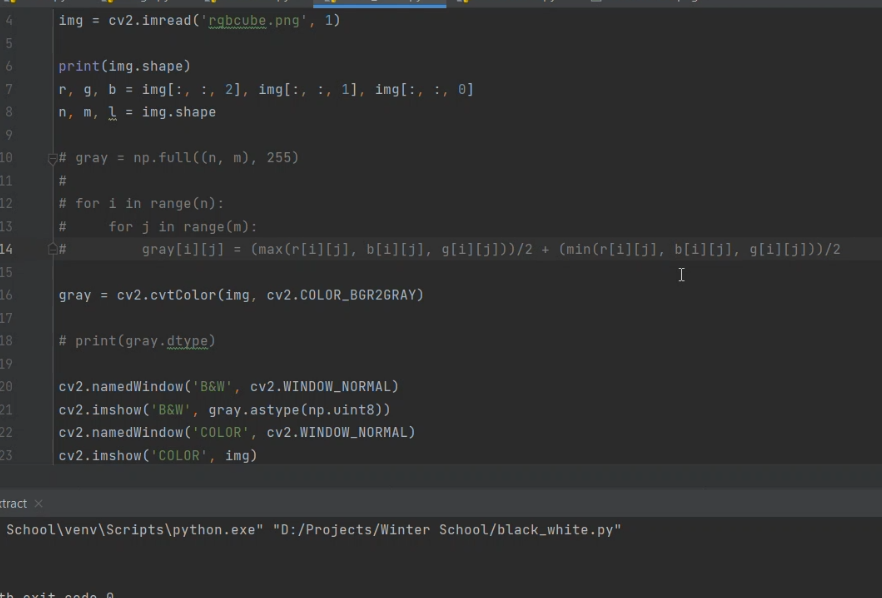 4 img = cv2.imread('rgbcube.png', 1)
5
6 print(img.shape)
7 r, g, b = img[:, :, 2], img[:, :, 1], img[:, :, 0]
8 n, m, l = img.shape
9
10 # gray = np.full((n, m), 255)
11 #
12 # for i in range(n):
13 #     for j in range(m):
14 #         gray[i][j] = (max(r[i][j], b[i][j], g[i][j]))/2 + (min(r[i][j], b[i][j], g[i][j]))/2
15
16 gray = cv2.cvtColor(img, cv2.COLOR_BGR2GRAY)
17
18 # print(gray.dtype)
19
20 cv2.namedWindow('B&W', cv2.WINDOW_NORMAL)
21 cv2.imshow('B&W', gray.astype(np.uint8))
22 cv2.namedWindow('COLOR', cv2.WINDOW_NORMAL)
23 cv2.imshow('COLOR', img)
xtract ×
School\venv\Scripts\python.exe" "D:/Projects/Winter School/black_white.py"
th exit code 0